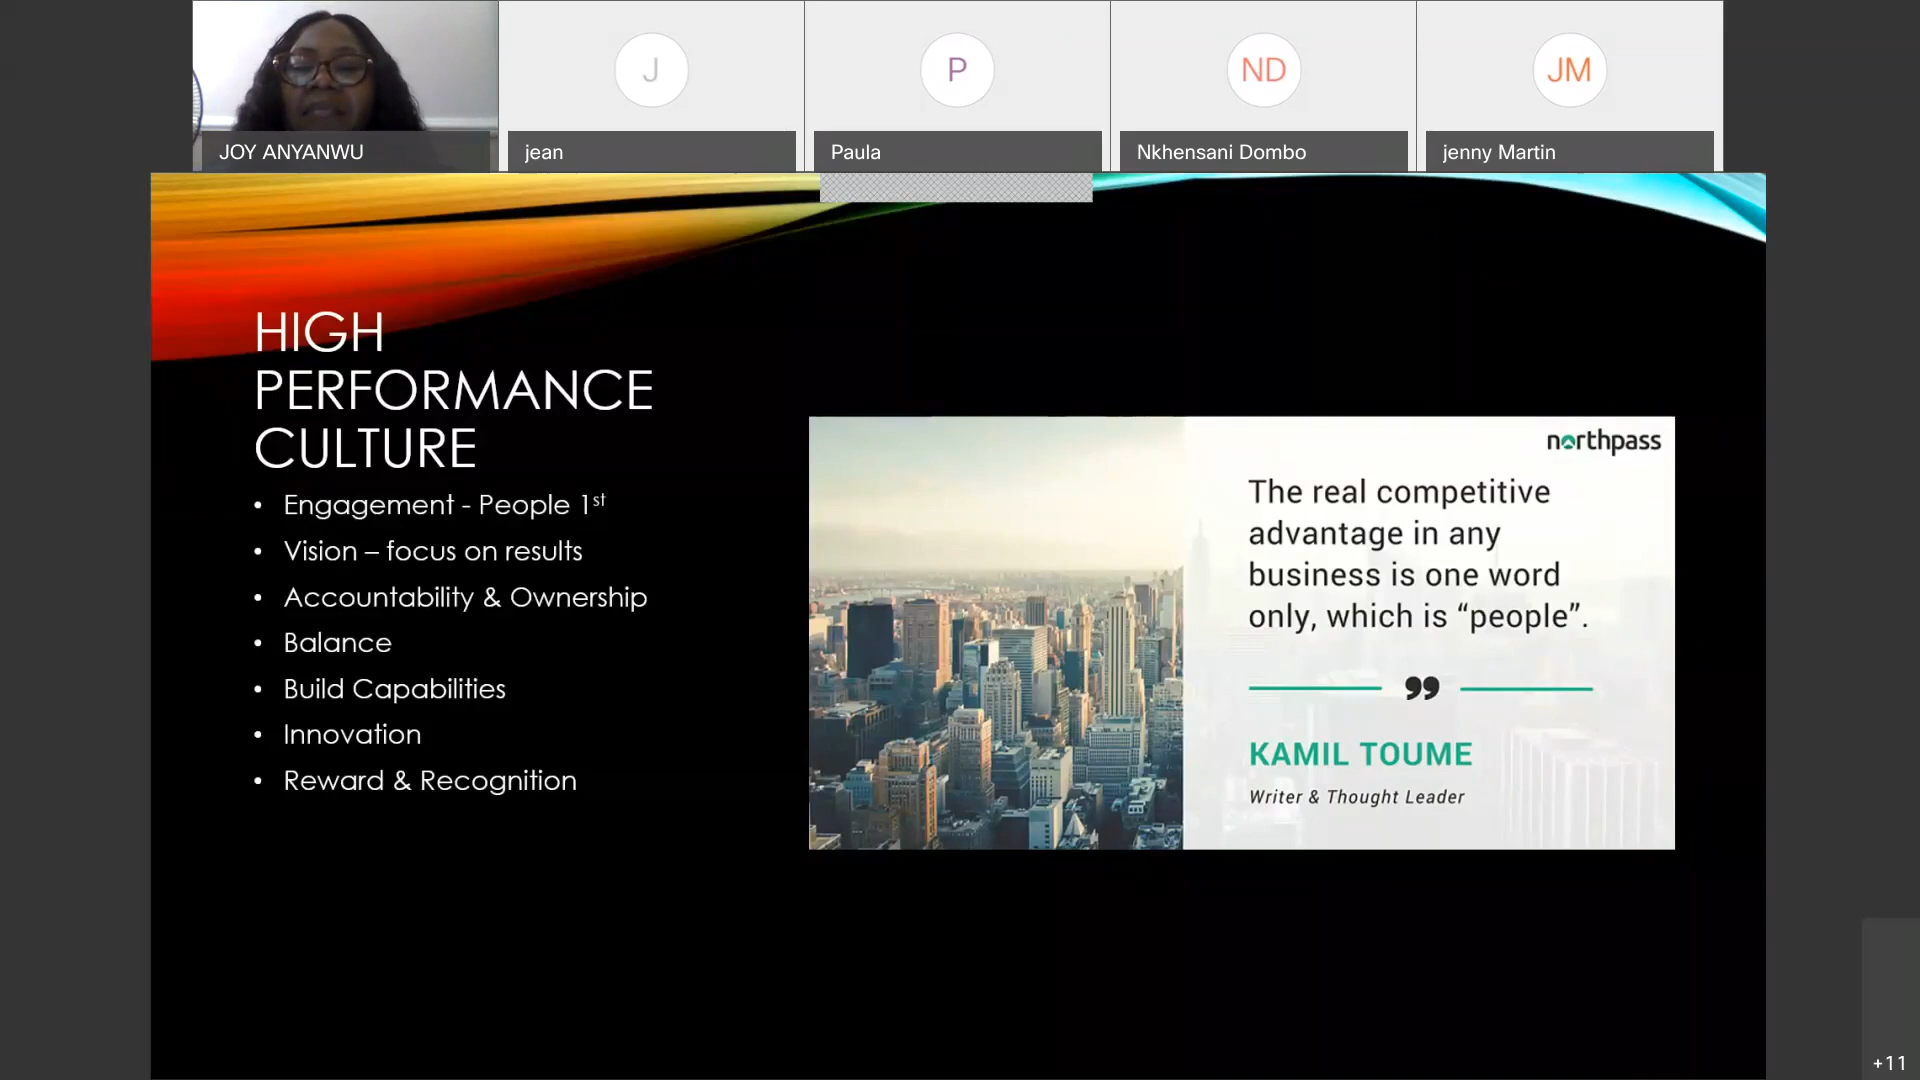 J
P
ND
JM
JOY ANYANWU
jean
Paula
Nkhensani Dombo
jenny Martin
HIGH
PERFORMANCE
CULTURE
• Engagement - People 1st
• Vision – focus on results
• Accountability & Ownership
• Balance
• Build Capabilities
• Innovation
• Reward & Recognition
northpass
The real competitive
advantage in any
business is one word
only, which is “people”.
”
KAMIL TOUME
Writer & Thought Leader
+11